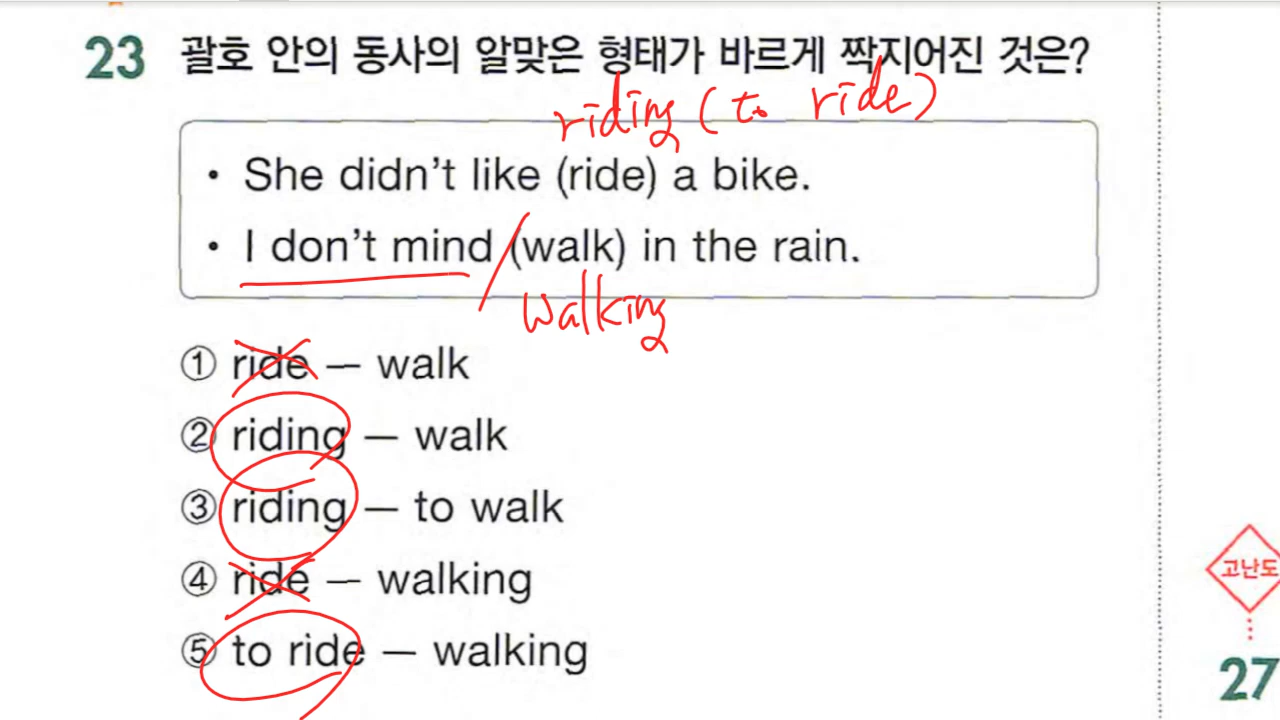 23 괄호 안의 동사의 알맞은 형태가 바르게 짝지어진 것은?
riding (to ride)
• She didn't like (ride) a bike.
• I don't mind (walk) in the rain.
walking
① ride — walk
② riding — walk
③ riding — to walk
④ ride — walking
⑤ to ride — walking
고난도
27